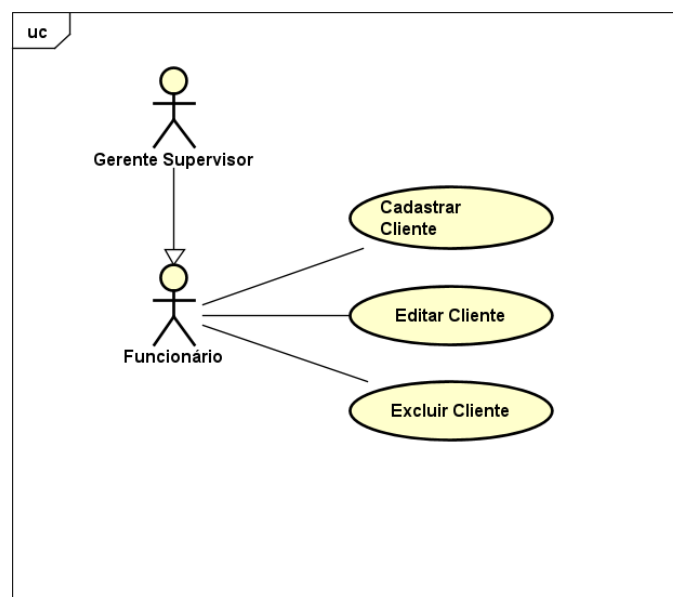 uc
Gerente Supervisor
Cadastrar
Cliente
Editar Cliente
Funcionário
Excluir Cliente